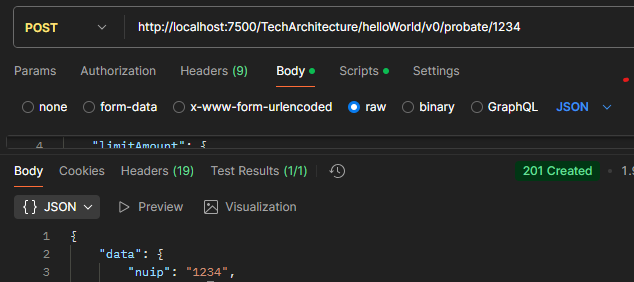 POST http://localhost:7500/TechArchitecture/helloWorld/v0/probate/1234
Params Authorization Headers (9) Body Scripts Settings
none form-data x-www-form-urlencoded raw binary GraphQL JSON
4 "limitAmount": {
Body Cookies Headers (19) Test Results (1/1) 201 Created
{} JSON Preview Visualization
1 {
2 "data": {
3 "nuip": "1234",